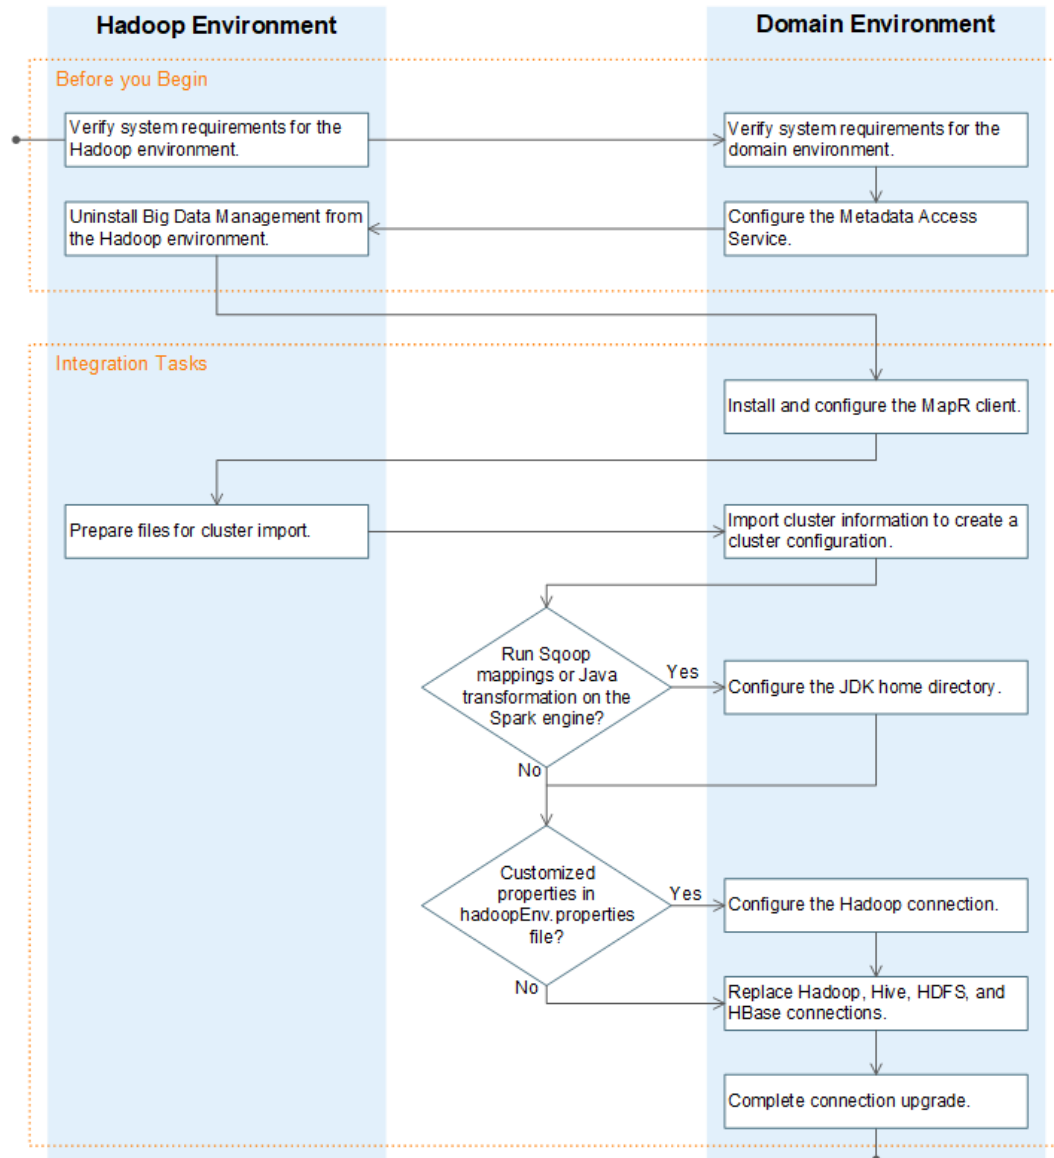 Hadoop Environment
Domain Environment
Before you Begin
Verify system requirements for the
Hadoop environment.
Verify system requirements for the
domain environment.
Uninstall Big Data Management from
the Hadoop environment.
Configure the Metadata Access
Service.
Integration Tasks
Install and configure the MapR client.
Prepare files for cluster import.
Import cluster information to create a
cluster configuration.
Run Sqoop
mappings or Java
transformation on the
Spark engine?
Yes
Configure the JDK home directory.
No
Customized
properties in
hadoopEnv.properties
file?
Yes
Configure the Hadoop connection.
No
Replace Hadoop, Hive, HDFS, and
HBase connections.
Complete connection upgrade.